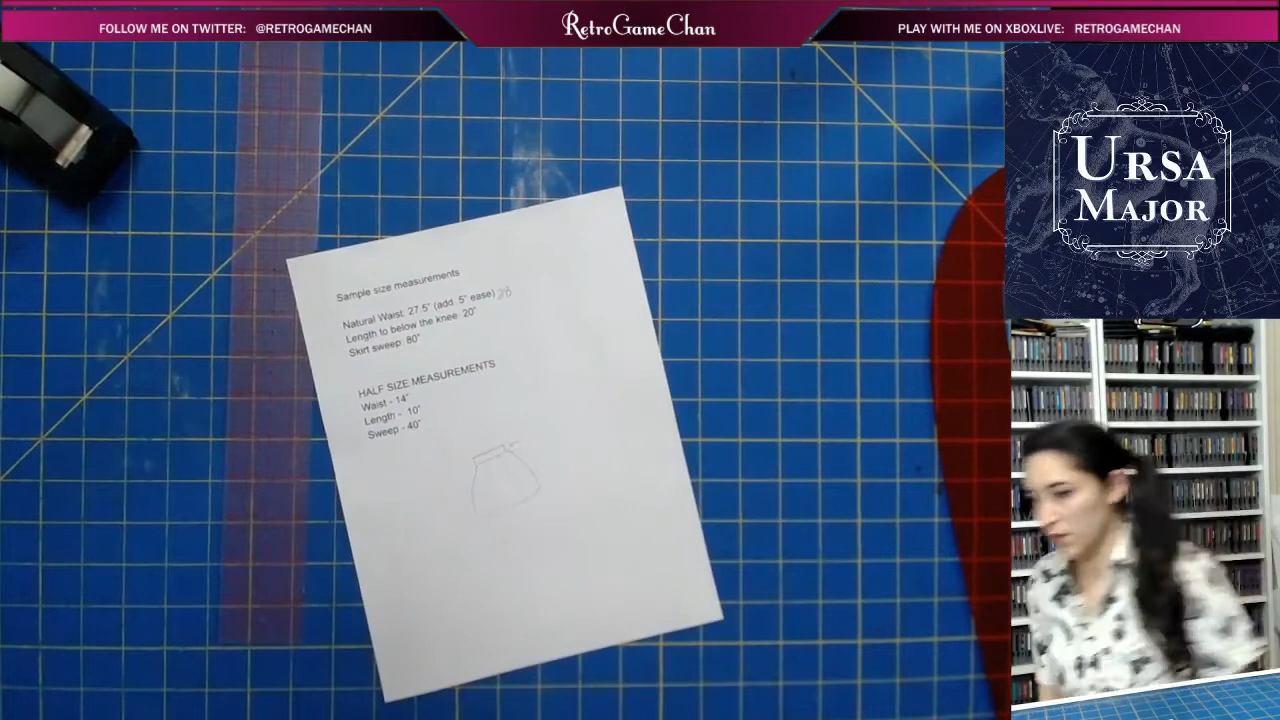 FOLLOW ME ON TWITTER: @RETROGAMECHAN
RetroGameChan
PLAY WITH ME ON XBOXLIVE: RETROGAMECHAN
URSA
MAJOR
Sample size measurements
Natural Waist: 27.5" (add .5" ease) 28
Length to below the knee: 20"
Skirt sweep: 80"
HALF SIZE MEASUREMENTS
Waist - 14"
Length - 10"
Sweep - 40"